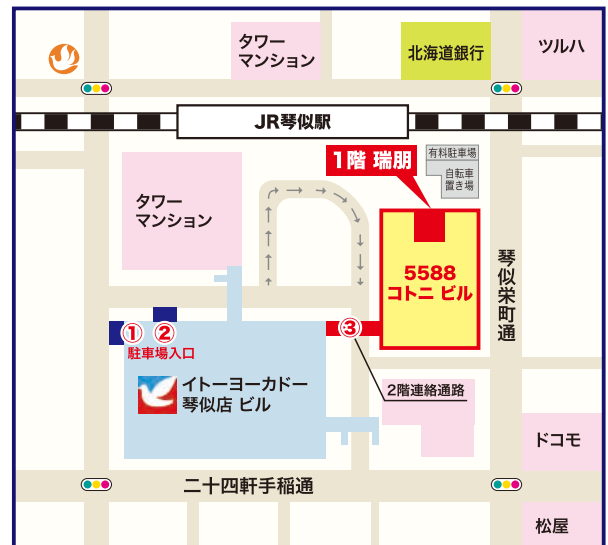 タワー
マンション
北海道銀行
ツルハ
JR琴似駅
1階 瑞朋
有料駐車場
自転車
置き場
タワー
マンション
5588
コトニ ビル
琴似栄町通
①
②
③
駐車場入口
イトーヨーカドー
琴似店 ビル
2階連絡通路
ドコモ
二十四軒手稲通
松屋